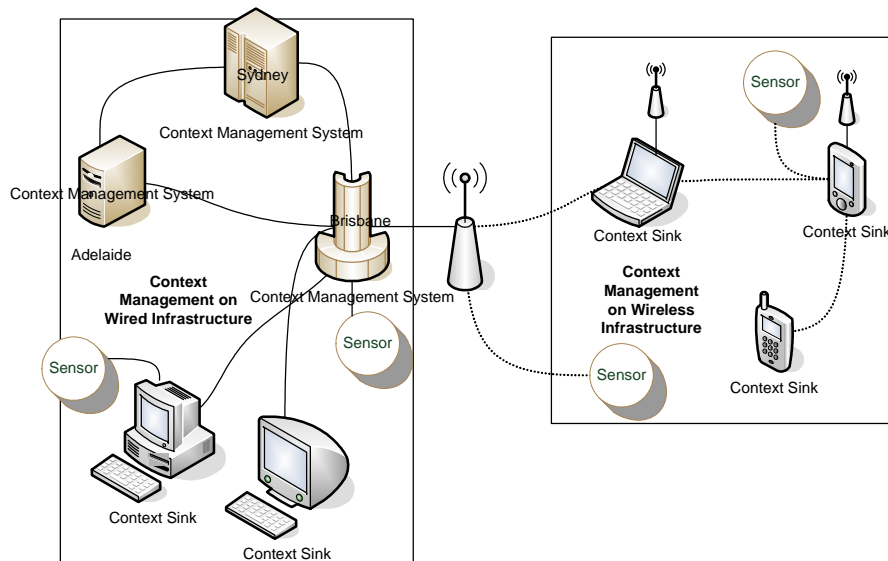 Sydney
Context Management System
Context Management System
Adelaide
Brisbane
Context Management System
Context
Management on
Wired Infrastructure
Sensor
Sensor
Context Sink
Context Sink
Sensor
Context Sink
Context Sink
Context
Management
on Wireless
Infrastructure
Sensor
Context Sink